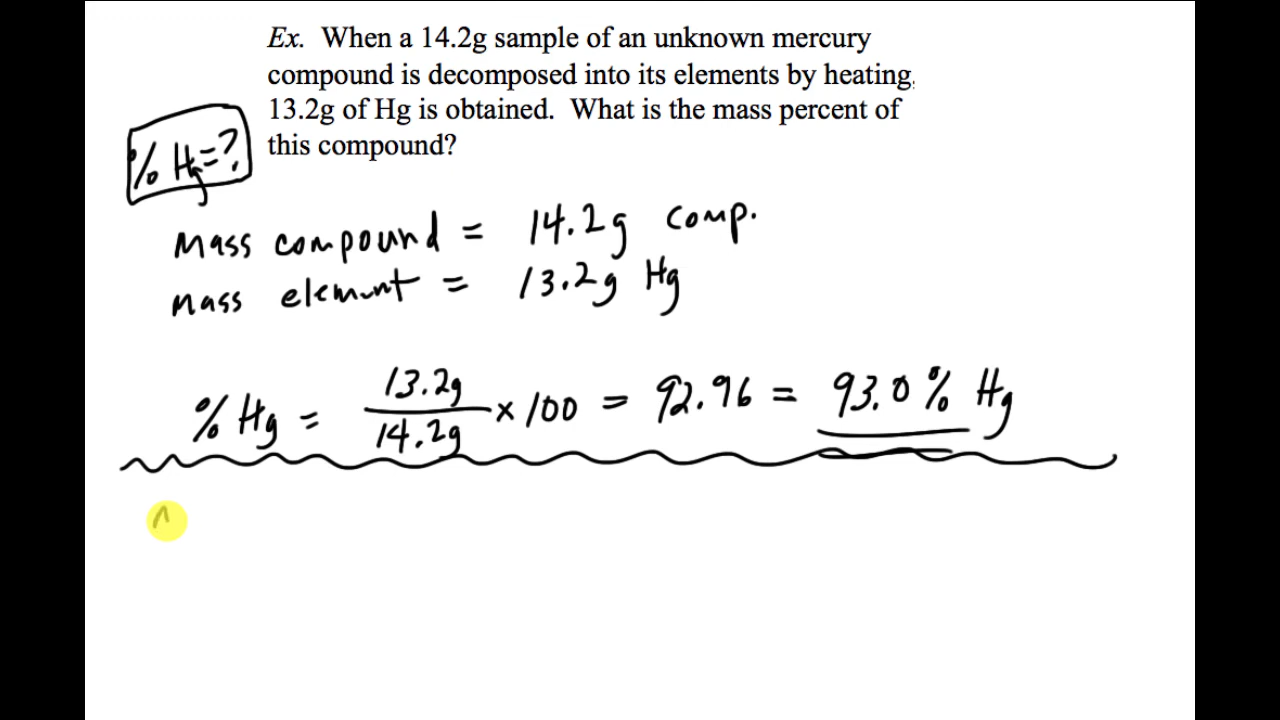 Ex. When a 14.2g sample of an unknown mercury
compound is decomposed into its elements by heating,
13.2g of Hg is obtained. What is the mass percent of
this compound?
% Hg=?
Mass compound = 14.2g comp.
Mass element = 13.2g Hg
% Hg = 13.2g / 14.2g × 100 = 92.96 = 93.0% Hg